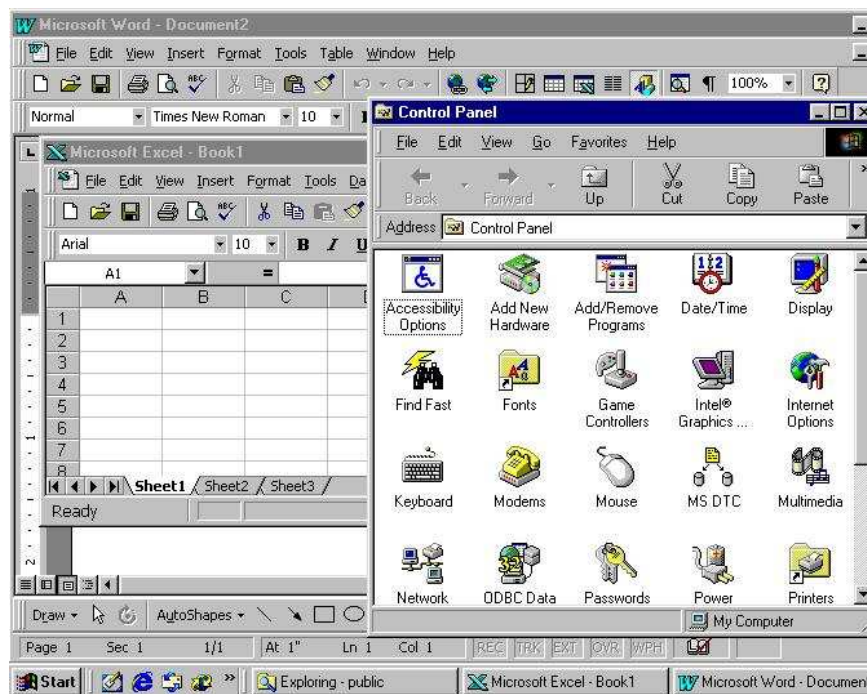 Microsoft Word - Document2
File Edit View Insert Format Tools Table Window Help
ABC 100%
Normal Times New Roman 10
Control Panel
File Edit View Go Favorites Help
Back Forward Up Cut Copy Paste
Address Control Panel
Microsoft Excel - Book1
File Edit View Insert Format Tools Da
Arial 10 B I U
A1 =
A B C
1
2
3
4
5
6
7
8
Sheet1 Sheet2 Sheet3
Ready
Accessibility Options
Add New Hardware
Add/Remove Programs
Date/Time
Display
Find Fast
Fonts
Game Controllers
Intel® Graphics ...
Internet Options
Keyboard
Modems
Mouse
MS DTC
Multimedia
Network
ODBC Data
Passwords
Power
Printers
My Computer
Draw AutoShapes
Page 1 Sec 1 1/1 At 1" Ln 1 Col 1 REC TRK EXT OVR WPH
Start » Exploring - public Microsoft Excel - Book1 Microsoft Word - Documen